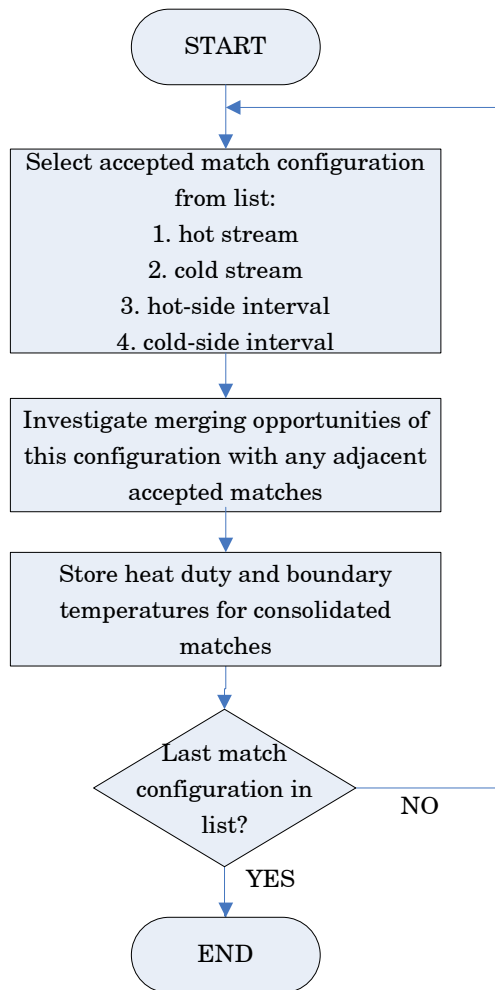 START
Select accepted match configuration
from list:
1. hot stream
2. cold stream
3. hot-side interval
4. cold-side interval
Investigate merging opportunities of
this configuration with any adjacent
accepted matches
Store heat duty and boundary
temperatures for consolidated
matches
Last match
configuration in
list?
NO
YES
END